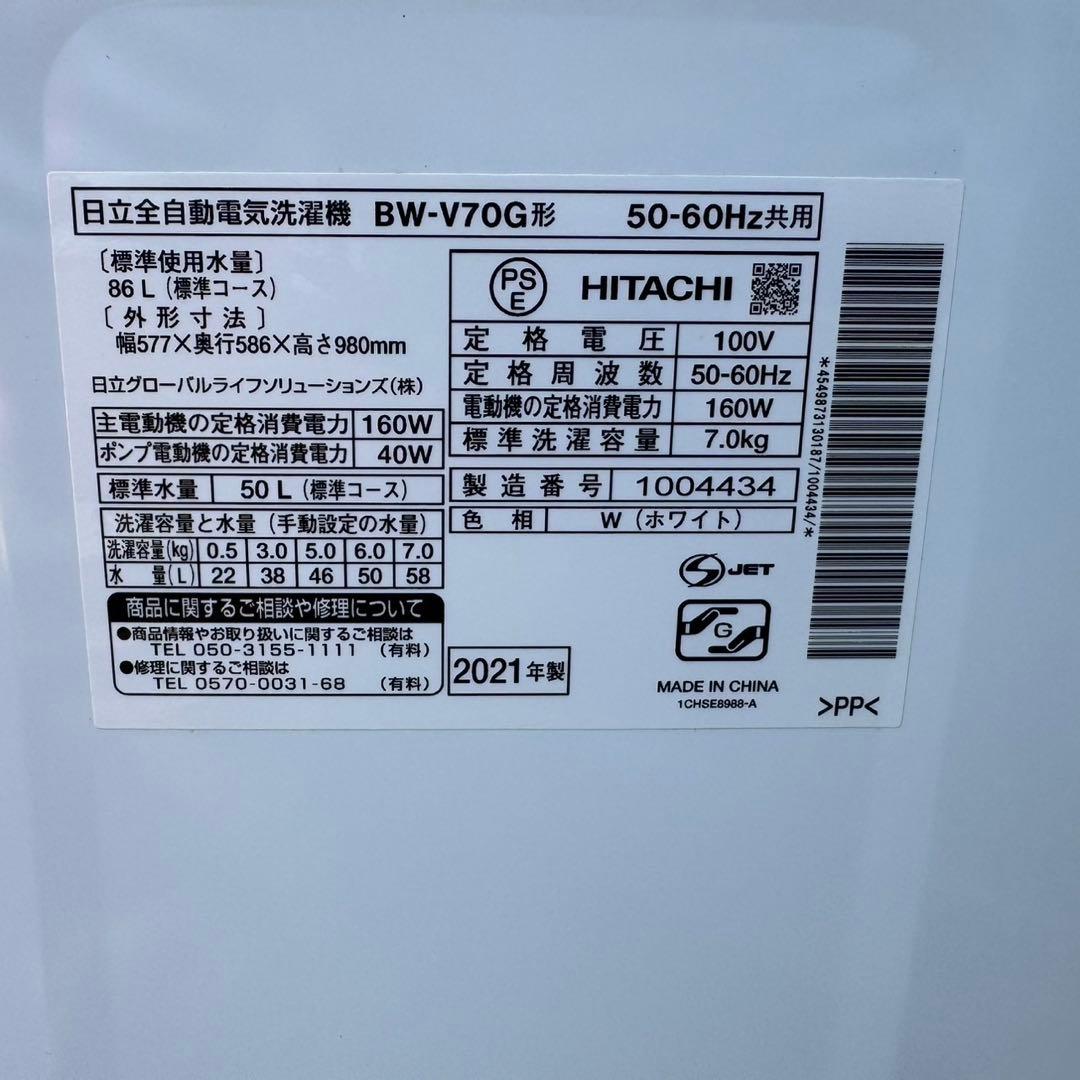 日立全自動電気洗濯機 BW-V70G形 50-60Hz共用
〔標準使用水量〕
86 L (標準コース)
〔外形寸法〕
幅577×奥行586×高さ980mm
日立グローバルライフソリューションズ(株)
主電動機の定格消費電力 160W
ポンプ電動機の定格消費電力 40W
標準水量 50 L (標準コース)
洗濯容量と水量 (手動設定の水量)
洗濯容量(kg) 0.5 3.0 5.0 6.0 7.0
水 量(L) 22 38 46 50 58
商品に関するご相談や修理について
●商品情報やお取り扱いに関するご相談は
TEL 050-3155-1111 (有料)
●修理に関するご相談は
TEL 0570-0031-68 (有料)
PS
E
HITACHI
定格電圧 100V
定格周波数 50-60Hz
電動機の定格消費電力 160W
標準洗濯容量 7.0kg
製造番号 1004434
色相 W (ホワイト)
S JET
G
2021年製
MADE IN CHINA
1CHSE8988-A
>PP<
*4549873130187/1004434/*